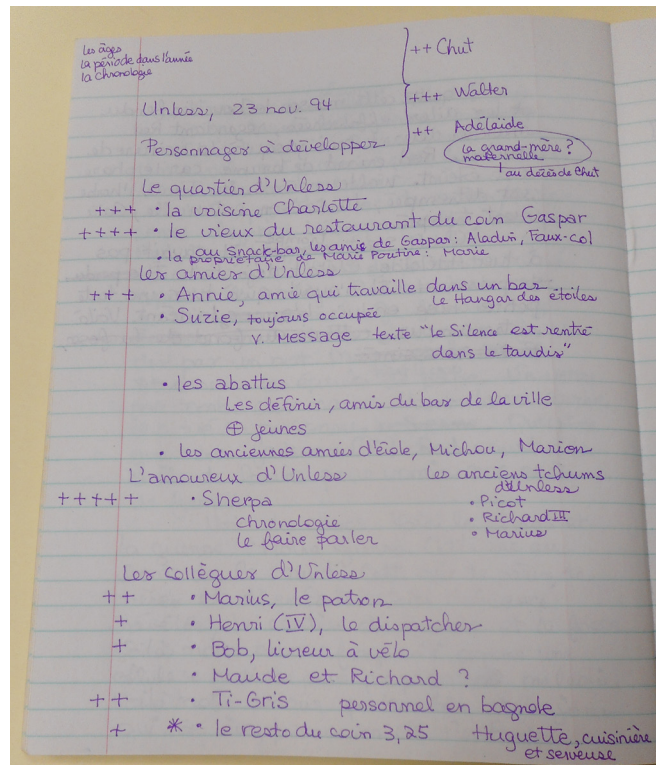 les âges
la période dans l'année
la chronologie
++ Chut
+++ Walter
++ Adélaïde
la grand-mère ?
maternelle
au décès de Chut
Unless, 23 nov. 94
Personnages à développer
Le quartier d'Unless
+++ • la voisine Charlotte
++++ • le vieux du restaurant du coin Gaspar
au snack-bar, les amis de Gaspar : Aladin, Faux-col
• la propriétaire de Marie Poutine : Marie
Les amies d'Unless
+++ • Annie, amie qui travaille dans un bar
le Hangar des étoiles
• Suzie, toujours occupée
V. Message texte "le Silence est rentré
dans le taudis"
• les abattus
Les définir, amis du bar de la ville
⊕ jeunes
• les anciennes amies d'école, Michou, Marion
L'amoureux d'Unless
+++++ • Sherpa
chronologie
le faire parler
Les anciens tchums
d'Unless
• Picot
• Richard III
• Marius
Les collègues d'Unless
++ • Marius, le patron
+ • Henri (IV), le dispatcher
+ • Bob, livreur à vélo
• Maude et Richard ?
++ • Ti-Gris personnel en bagnole
+ * • le resto du coin 3,25 Huguette, cuisinière
et serveuse